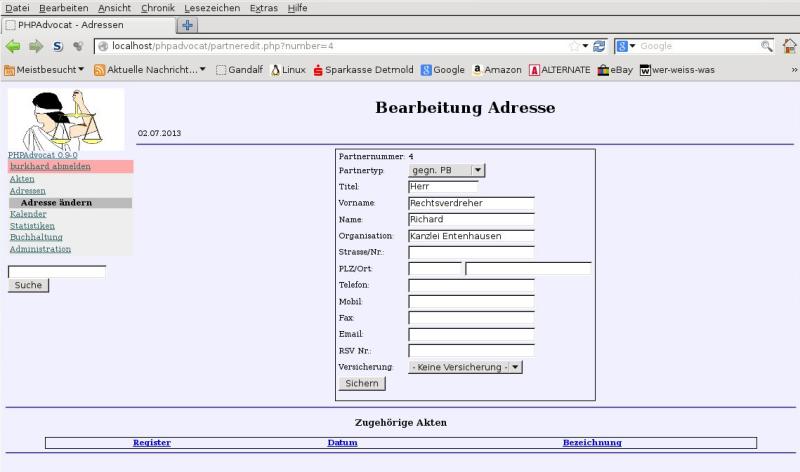 Datei Bearbeiten Ansicht Chronik Lesezeichen Extras Hilfe
PHPAdvocat - Adressen
localhost/phpadvocat/partneredit.php?number=4
Google
Meistbesucht Aktuelle Nachricht... Gandalf Linux Sparkasse Detmold Google Amazon ALTERNATE eBay wer-weiss-was »
Bearbeitung Adresse
02.07.2013
PHPAdvocat 0.9-0
burkhard abmelden
Akten
Adressen
Adresse ändern
Kalender
Statistiken
Buchhaltung
Administration
Suche
Partnernummer: 4
Partnertyp: gegn. PB
Titel: Herr
Vorname: Rechtsverdreher
Name: Richard
Organisation: Kanzlei Entenhausen
Strasse/Nr.:
PLZ/Ort:
Telefon:
Mobil:
Fax:
Email:
RSV Nr.:
Versicherung: - Keine Versicherung -
Sichern
Zugehörige Akten
Register Datum Bezeichnung